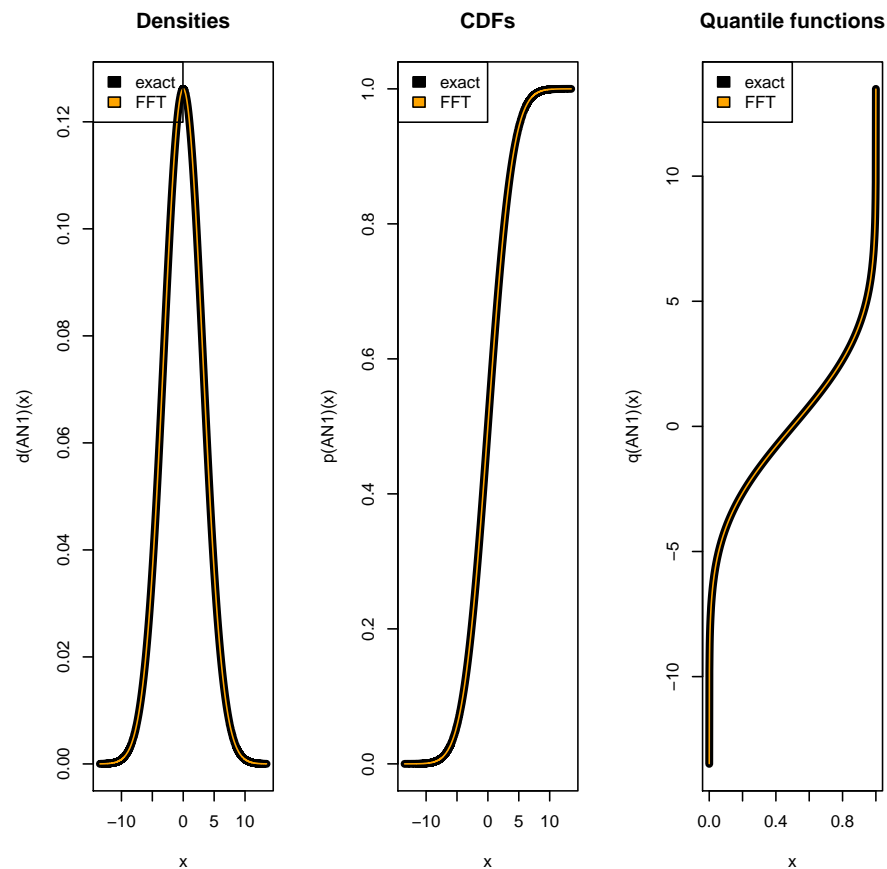 Densities
exact
FFT
d(AN1)(x)
0.00
0.02
0.04
0.06
0.08
0.10
0.12
−10
0
5
10
x
CDFs
exact
FFT
p(AN1)(x)
0.0
0.2
0.4
0.6
0.8
1.0
−10
0
5
10
x
Quantile functions
exact
FFT
q(AN1)(x)
−10
−5
0
5
10
0.0
0.4
0.8
x